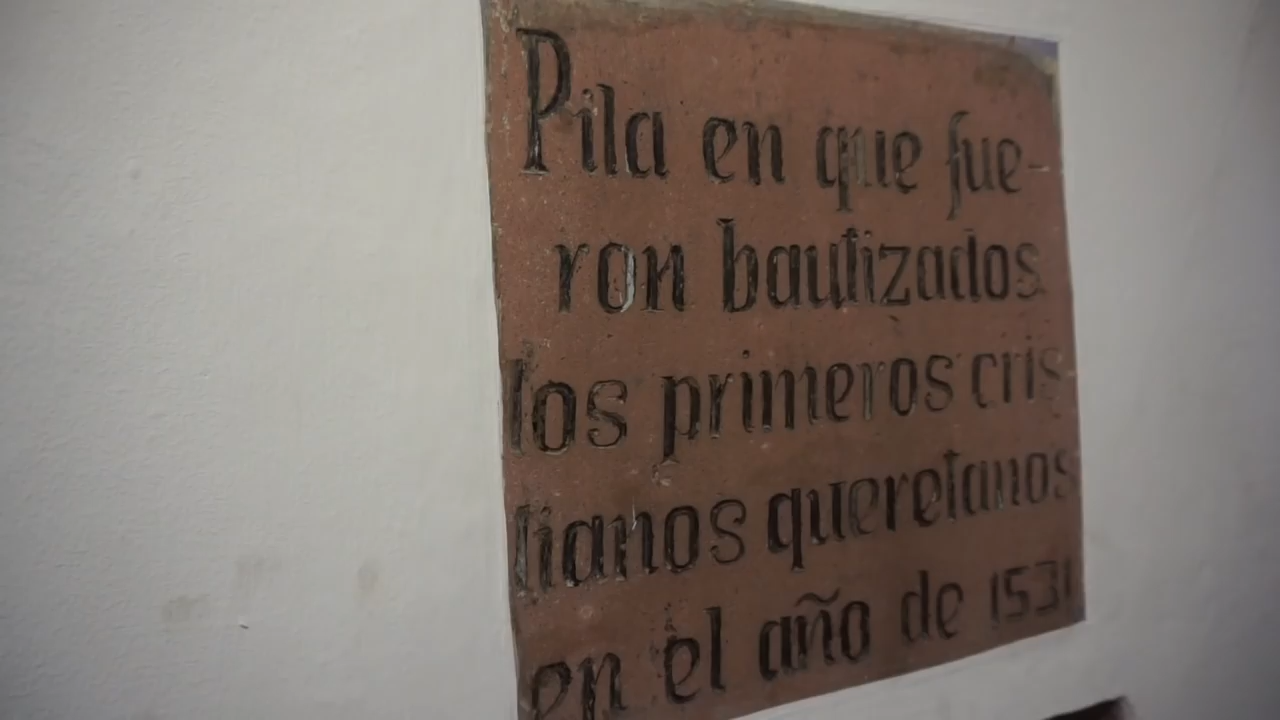 Pila en que fue-
ron bautizados
los primeros cris-
tianos queretanos
en el año de 1531